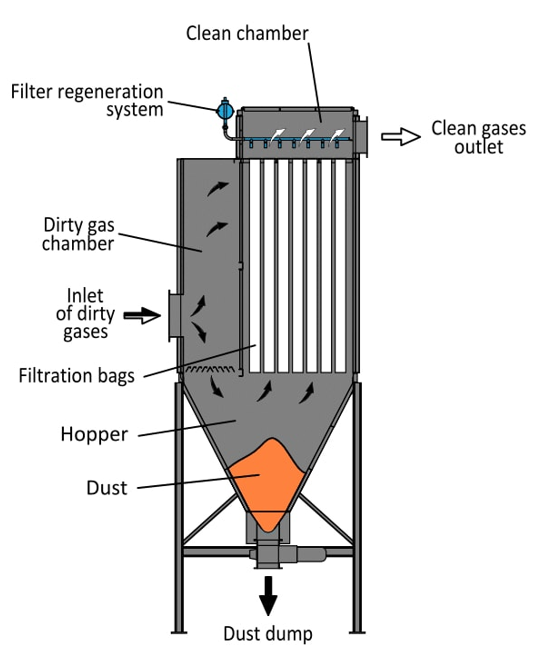 Clean chamber
Filter regeneration
system
Clean gases
outlet
Dirty gas
chamber
Inlet
of dirty
gases
Filtration bags
Hopper
Dust
Dust dump